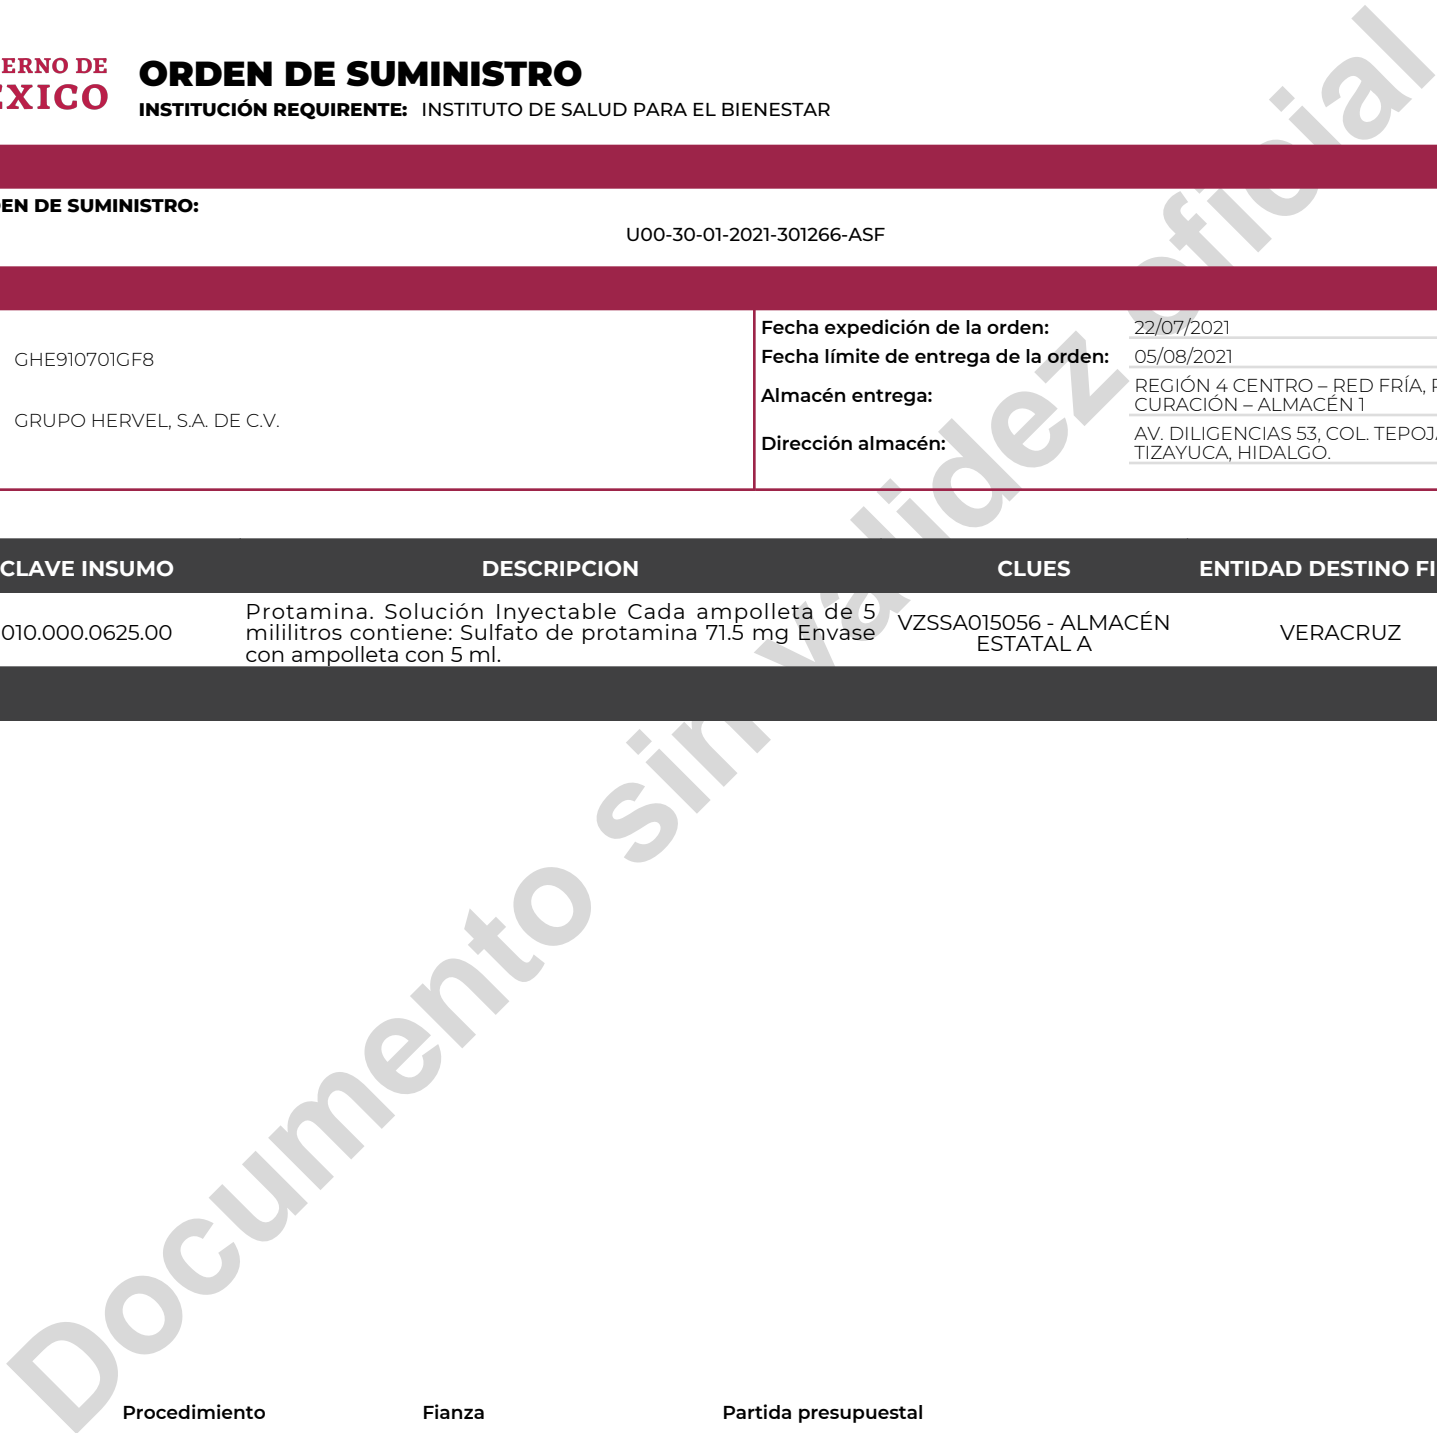 ERNO DE
ORDEN DE SUMINISTRO
EXICO
INSTITUCIÓN REQUIRENTE: INSTITUTO DE SALUD PARA EL BIENESTAR
EN DE SUMINISTRO:
U00-30-01-2021-301266-ASF
GHE910701GF8
GRUPO HERVEL, S.A. DE C.V.
Fecha expedición de la orden: 22/07/2021
Fecha límite de entrega de la orden: 05/08/2021
Almacén entrega: REGIÓN 4 CENTRO – RED FRÍA,
CURACIÓN – ALMACÉN 1
Dirección almacén: AV. DILIGENCIAS 53, COL. TEPOJ
TIZAYUCA, HIDALGO.
CLAVE INSUMO DESCRIPCION CLUES ENTIDAD DESTINO FI
010.000.0625.00
Protamina. Solución Inyectable Cada ampolleta de 5
mililitros contiene: Sulfato de protamina 71.5 mg Envase
con ampolleta con 5 ml.
VZSSA015056 - ALMACÉN
ESTATAL A
VERACRUZ
Documento sin validez oficial
Procedimiento Fianza Partida presupuestal